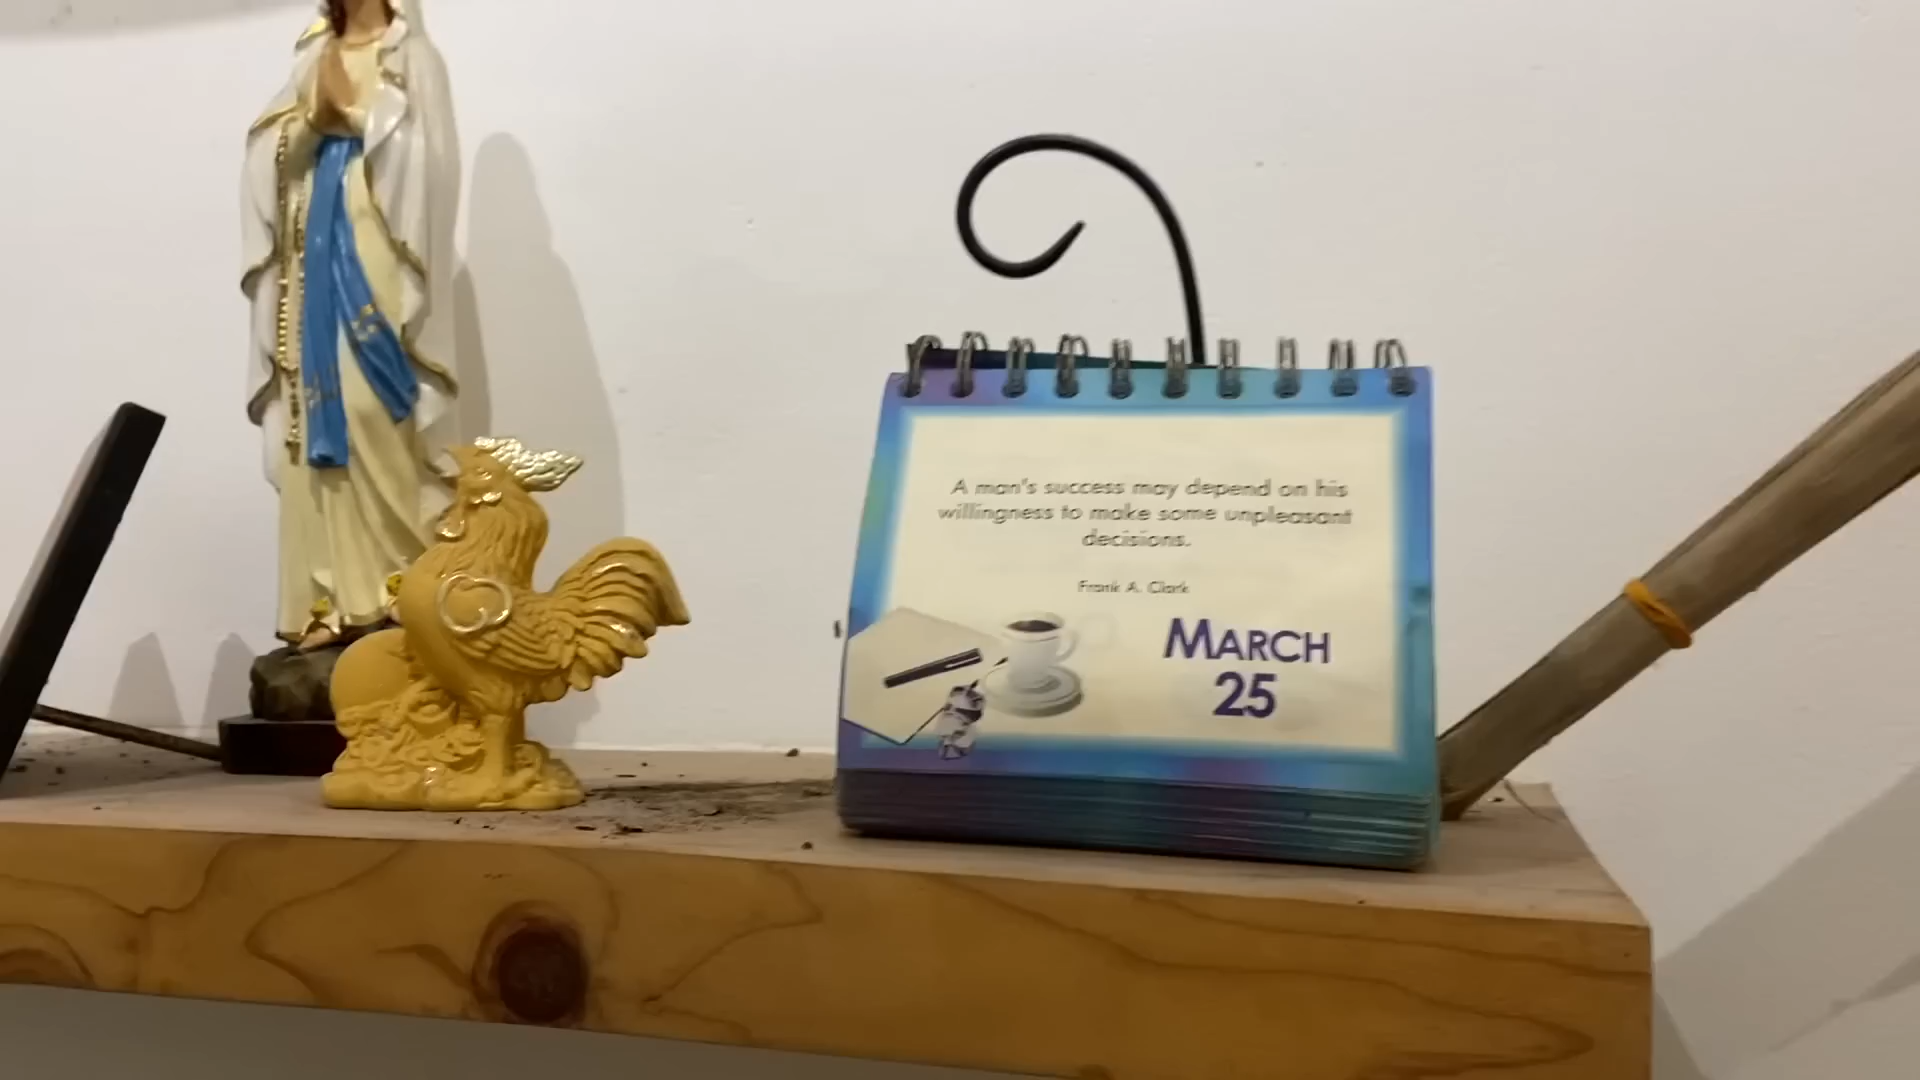 A man's success may depend on his
willingness to make some unpleasant
decisions.
Frank A. Clark
MARCH
25